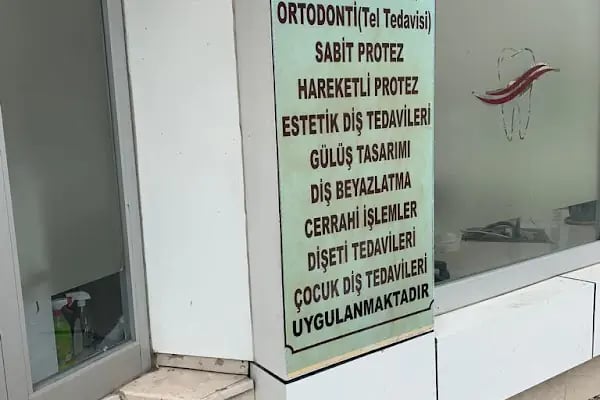 ORTODONTİ(Tel Tedavisi)
SABİT PROTEZ
HAREKETLİ PROTEZ
ESTETİK DİŞ TEDAVİLERİ
GÜLÜŞ TASARIMI
DİŞ BEYAZLATMA
CERRAHİ İŞLEMLER
DİŞETİ TEDAVİLERİ
ÇOCUK DİŞ TEDAVİLERİ
UYGULANMAKTADIR